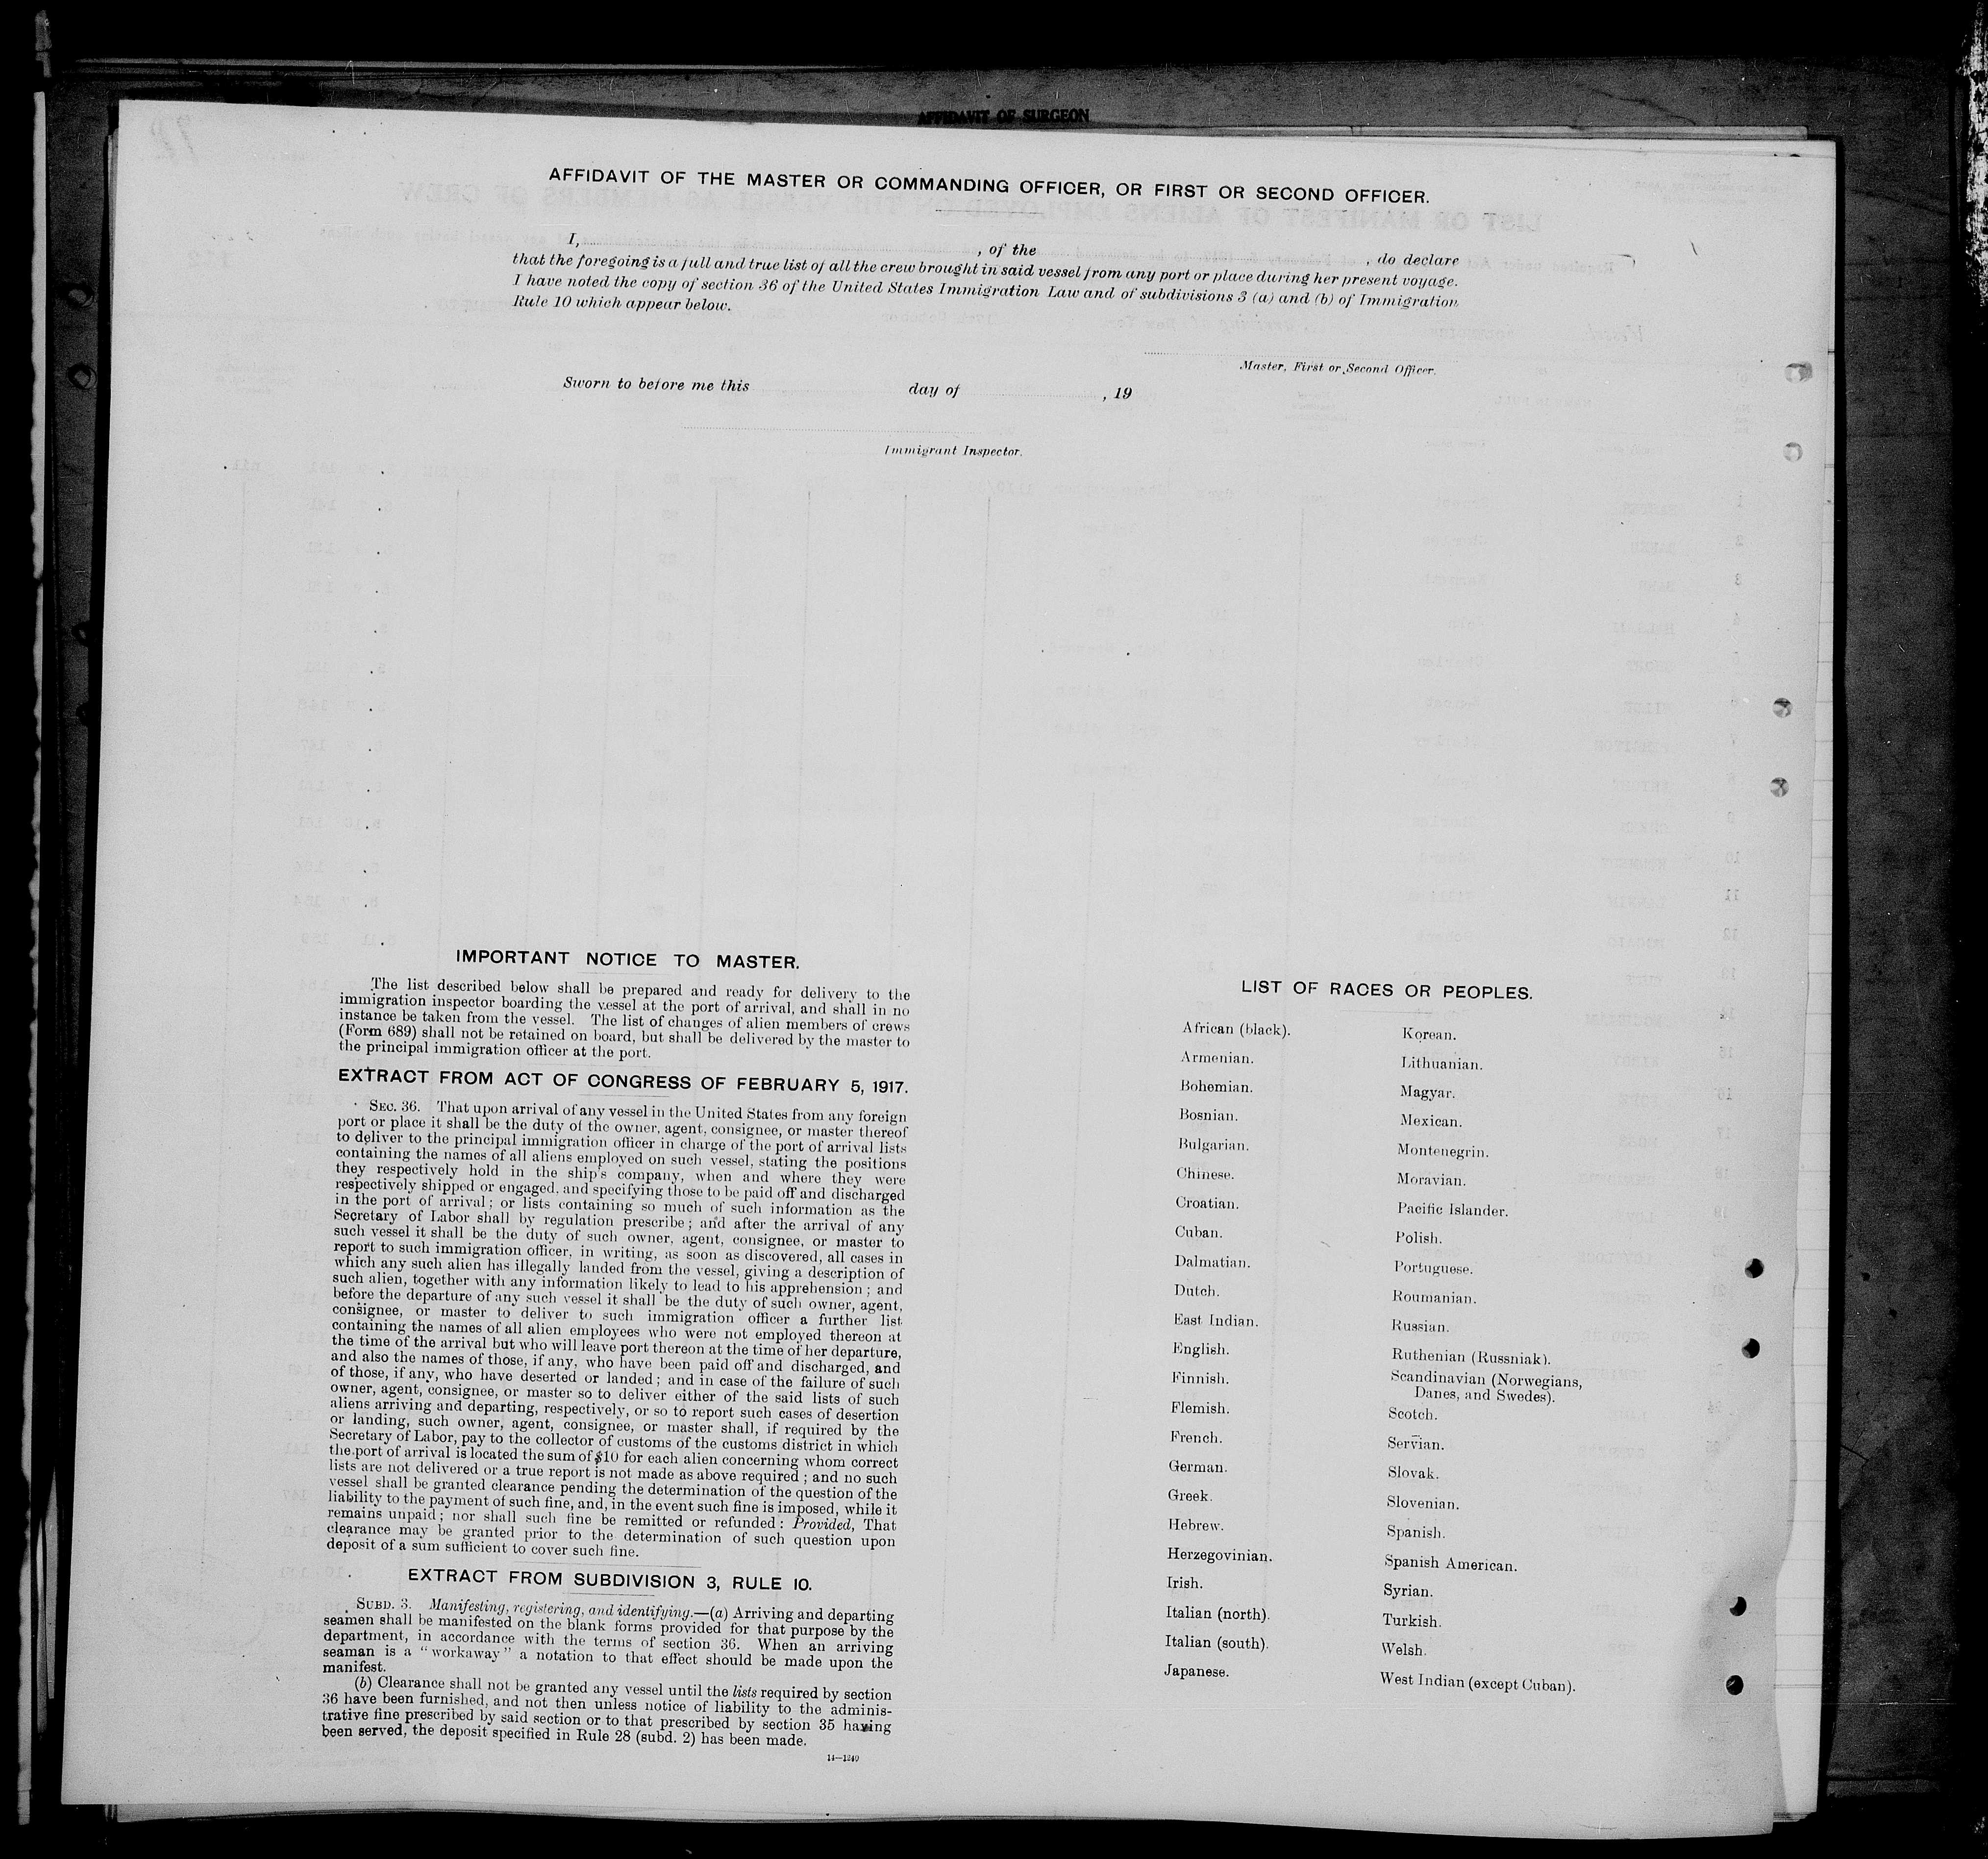 AFFIDAVIT OF SURGEON
AFFIDAVIT OF THE MASTER OR COMMANDING OFFICER, OR FIRST OR SECOND OFFICER.
I, , of the , do declare
that the foregoing is a full and true list of all the crew brought in said vessel from any port or place during her present voyage.
I have noted the copy of section 36 of the United States Immigration Law and of subdivisions 3 (a) and (b) of Immigration
Rule 10 which appear below.
Master, First or Second Officer.
Sworn to before me this day of , 19
Immigrant Inspector.
IMPORTANT NOTICE TO MASTER.
The list described below shall be prepared and ready for delivery to the
immigration inspector boarding the vessel at the port of arrival, and shall in no
instance be taken from the vessel. The list of changes of alien members of crews
(Form 689) shall not be retained on board, but shall be delivered by the master to
the principal immigration officer at the port.
EXTRACT FROM ACT OF CONGRESS OF FEBRUARY 5, 1917.
SEC. 36. That upon arrival of any vessel in the United States from any foreign
port or place it shall be the duty of the owner, agent, consignee, or master thereof
to deliver to the principal immigration officer in charge of the port of arrival lists
containing the names of all aliens employed on such vessel, stating the positions
they respectively hold in the ship's company, when and where they were
respectively shipped or engaged, and specifying those to be paid off and discharged
in the port of arrival; or lists containing so much of such information as the
Secretary of Labor shall by regulation prescribe; and after the arrival of any
such vessel it shall be the duty of such owner, agent, consignee, or master to
report to such immigration officer, in writing, as soon as discovered, all cases in
which any such alien has illegally landed from the vessel, giving a description of
such alien, together with any information likely to lead to his apprehension; and
before the departure of any such vessel it shall be the duty of such owner, agent,
consignee, or master to deliver to such immigration officer a further list
containing the names of all alien employees who were not employed thereon at
the time of the arrival but who will leave port thereon at the time of her departure,
and also the names of those, if any, who have been paid off and discharged, and
of those, if any, who have deserted or landed; and in case of the failure of such
owner, agent, consignee, or master so to deliver either of the said lists of such
aliens arriving and departing, respectively, or so to report such cases of desertion
or landing, such owner, agent, consignee, or master shall, if required by the
Secretary of Labor, pay to the collector of customs of the customs district in which
the port of arrival is located the sum of $10 for each alien concerning whom correct
lists are not delivered or a true report is not made as above required; and no such
vessel shall be granted clearance pending the determination of the question of the
liability to the payment of such fine, and, in the event such fine is imposed, while it
remains unpaid; nor shall such fine be remitted or refunded: Provided, That
clearance may be granted prior to the determination of such question upon
deposit of a sum sufficient to cover such fine.
EXTRACT FROM SUBDIVISION 3, RULE 10.
SUBD. 3. Manifesting, registering, and identifying.—(a) Arriving and departing
seamen shall be manifested on the blank forms provided for that purpose by the
department, in accordance with the terms of section 36. When an arriving
seaman is a "workaway" a notation to that effect should be made upon the
manifest.
(b) Clearance shall not be granted any vessel until the lists required by section
36 have been furnished, and not then unless notice of liability to the adminis-
trative fine prescribed by said section or to that prescribed by section 35 having
been served, the deposit specified in Rule 28 (subd. 2) has been made.
14—1240
LIST OF RACES OR PEOPLES.
African (black).
Armenian.
Bohemian.
Bosnian.
Bulgarian.
Chinese.
Croatian.
Cuban.
Dalmatian.
Dutch.
East Indian.
English.
Finnish.
Flemish.
French.
German.
Greek.
Hebrew.
Herzegovinian.
Irish.
Italian (north).
Italian (south).
Japanese.
Korean.
Lithuanian.
Magyar.
Mexican.
Montenegrin.
Moravian.
Pacific Islander.
Polish.
Portuguese.
Roumanian.
Russian.
Ruthenian (Russniak).
Scandinavian (Norwegians,
Danes, and Swedes).
Scotch.
Servian.
Slovak.
Slovenian.
Spanish.
Spanish American.
Syrian.
Turkish.
Welsh.
West Indian (except Cuban).